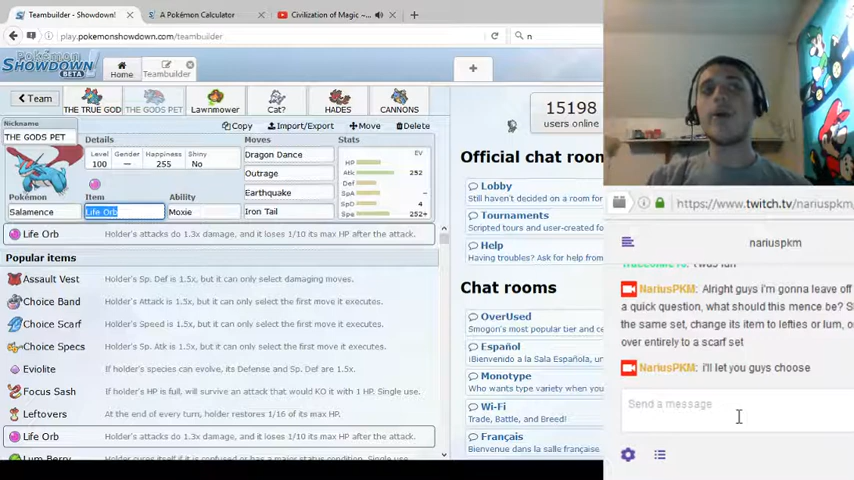 Teambuilder - Showdown!
A Pokémon Calculator
Civilization of Magic ~...
play.pokemonshowdown.com/teambuilder
n
Pokémon
Showdown
BETA
Home
Teambuilder
Team
THE TRUE GOD
THE GODS PET
Lawnmower
Cat?
HADES
CANNONS
Copy
Import/Export
Move
Delete
Nickname
THE GODS PET
Details
Level
Gender
Happiness
Shiny
100
—
255
No
Moves
Dragon Dance
Outrage
Earthquake
Iron Tail
Stats
EV
HP
Atk 252
Def
SpA –
SpD 4
Spe 252+
Pokémon
Item
Ability
Salamence
Life Orb
Moxie
Life Orb Holder's attacks do 1.3x damage, and it loses 1/10 its max HP after the attack.
Popular items
Assault Vest Holder's Sp. Def is 1.5x, but it can only select damaging moves.
Choice Band Holder's Attack is 1.5x, but it can only select the first move it executes.
Choice Scarf Holder's Speed is 1.5x, but it can only select the first move it executes.
Choice Specs Holder's Sp. Atk is 1.5x, but it can only select the first move it executes.
Eviolite If holder's species can evolve, its Defense and Sp. Def are 1.5x.
Focus Sash If holder's HP is full, will survive an attack that would KO it with 1 HP. Single use.
Leftovers At the end of every turn, holder restores 1/16 of its max HP.
Life Orb Holder's attacks do 1.3x damage, and it loses 1/10 its max HP after the attack.
Lum Berry
15198
users online
Official chat room
Lobby
Still haven't decided on a room for
Tournaments
Scripted tours and user-created fo
Help
Having troubles? Ask for help from
Chat rooms
OverUsed
Smogon's most popular tier and ce
Español
¡Bienvenido a la Sala Española, un
Monotype
Who wants type variety when you
Wi-Fi
Trade, Battle, and Breed!
Français
Bienvenue dans la salle française
https://www.twitch.tv/nariuspkm/
nariuspkm
NariusPKM: Alright guys i'm gonna leave off
a quick question, what should this mence be?
the same set, change its item to lefties or lum, o
over entirely to a scarf set
NariusPKM: i'll let you guys choose
Send a message